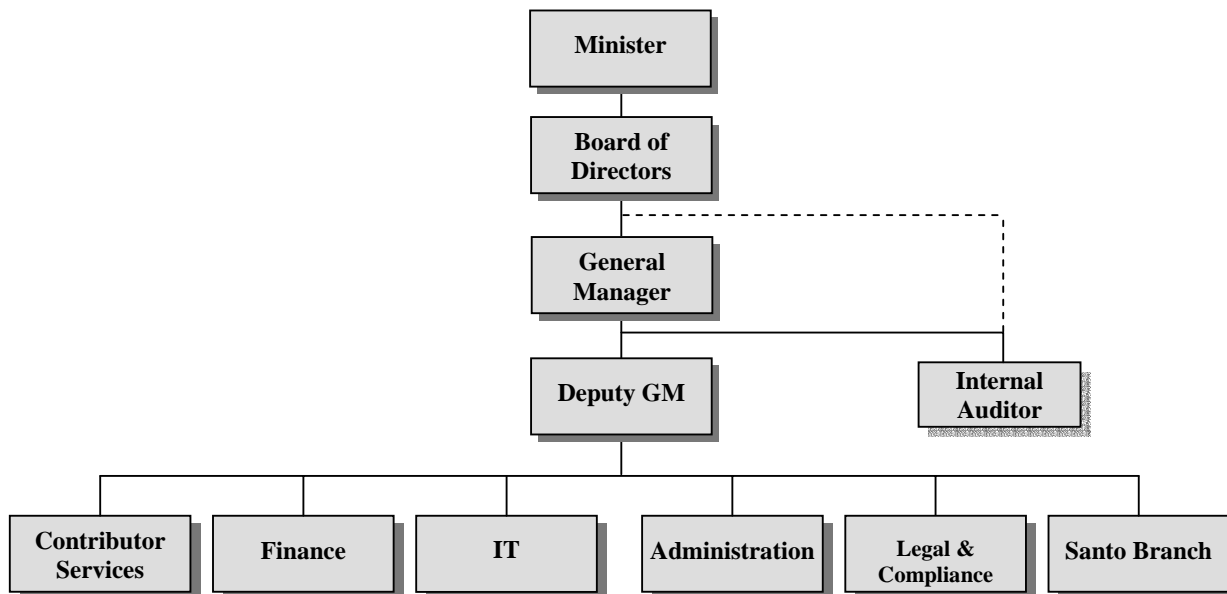 Minister
Board of
Directors
General
Manager
Deputy GM
Internal
Auditor
Contributor
Services
Finance
IT
Administration
Legal &
Compliance
Santo Branch